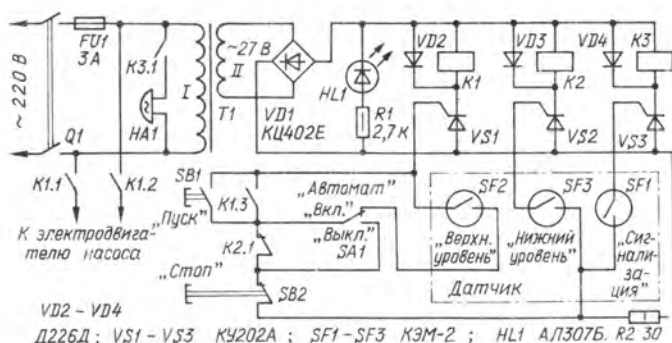 ~ 220 В
FU1
3А
К3.1
НА1
Q1
I
T1
~27 В
II
VD1
КЦ402Е
HL1
R1
2,7 к
VD2
К1
VS1
VD3
К2
VS2
VD4
К3
VS3
К1.1
К1.2
К электродвига-
телю насоса
SB1
„Пуск"
К1.3
„Автомат"
„Вкл."
„Выкл."
SA1
К2.1
„Стоп"
SB2
SF2
„Верхн.
уровень"
SF3
„Нижний
уровень"
SF1
„Сиг-
нали-
за-
ция"
Датчик
VD2 – VD4
Д226Д ; VS1 – VS3 КУ202А ; SF1 – SF3 КЭМ-2 ; HL1 АЛ307Б. R2 30